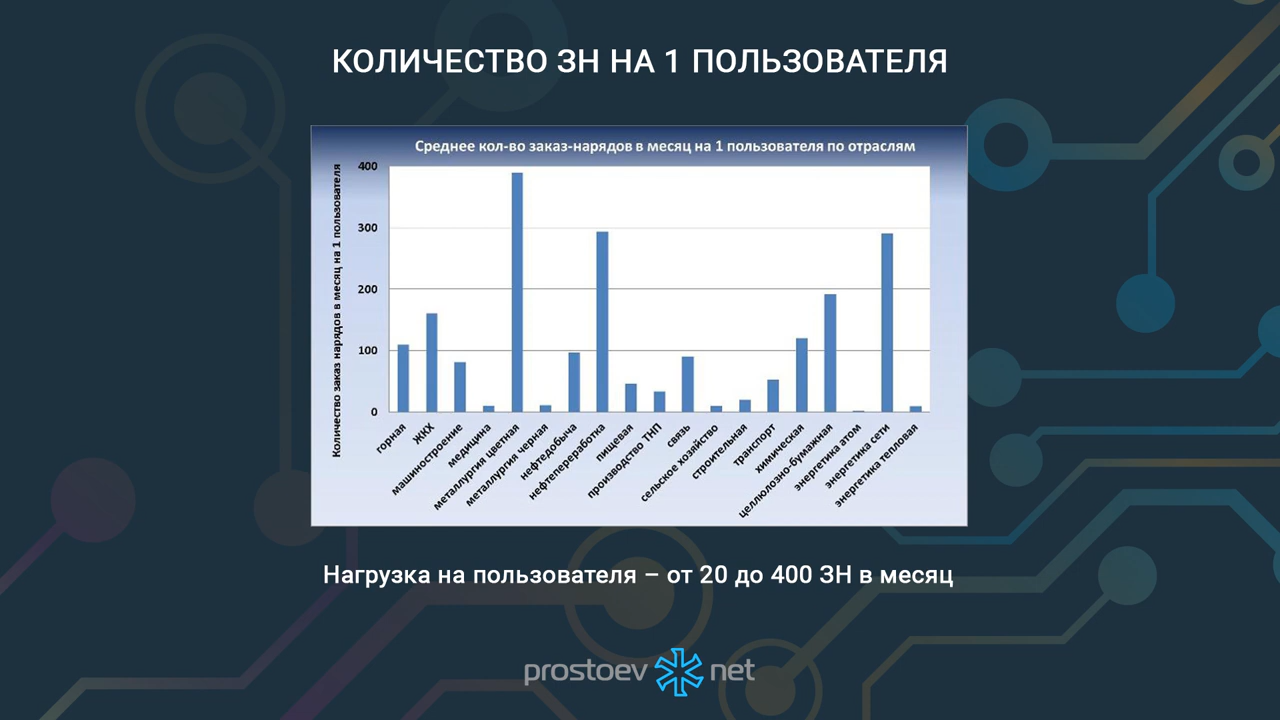 КОЛИЧЕСТВО ЗН НА 1 ПОЛЬЗОВАТЕЛЯ
Среднее кол-во заказ-нарядов в месяц на 1 пользователя по отраслям
Количество заказ нарядов в месяц на 1 пользователя
400
300
200
100
0
горная
ЖКХ
машиностроение
медицина
металлургия цветная
металлургия черная
нефтедобыча
нефтепереработка
пищевая
производство ТНП
связь
сельское хозяйство
строительная
транспорт
химическая
целлюлозно-бумажная
энергетика атом
энергетика сети
энергетика тепловая
Нагрузка на пользователя – от 20 до 400 ЗН в месяц
prostoev net